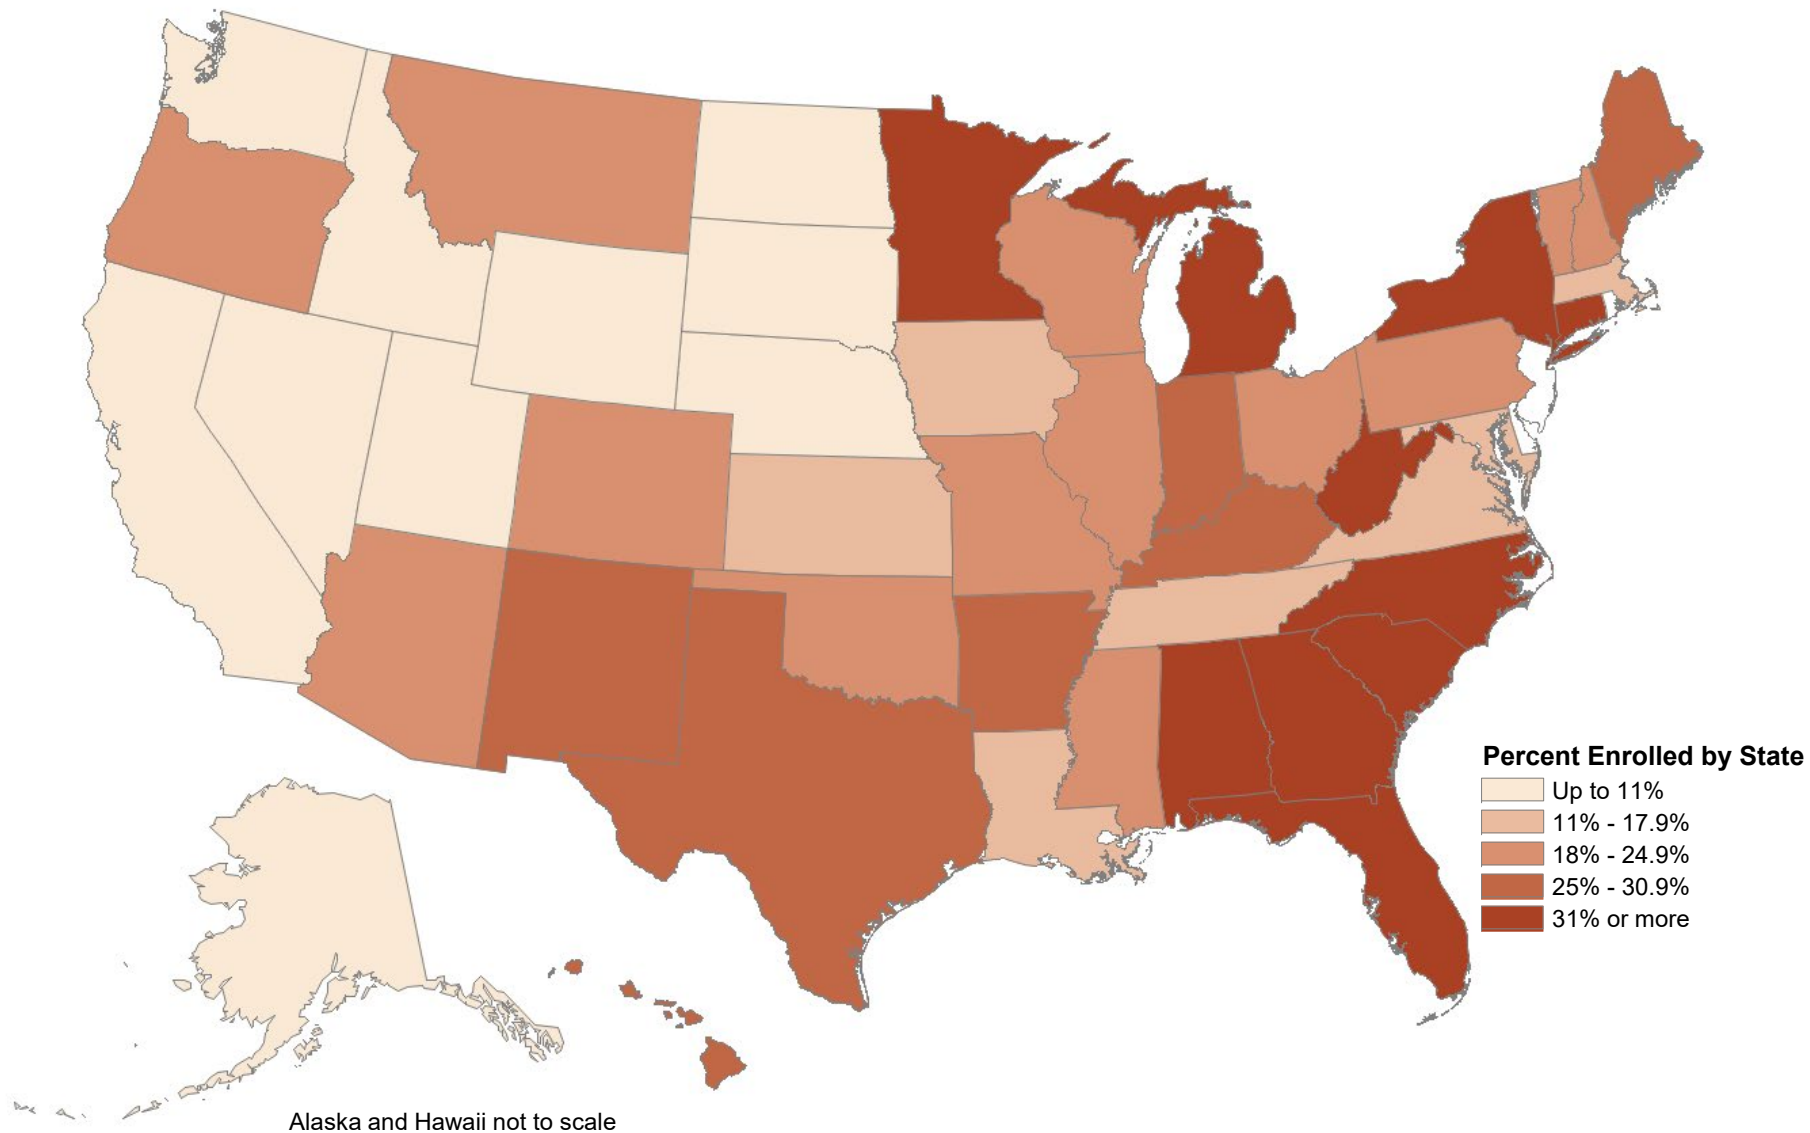 Percent Enrolled by State
Up to 11%
11% - 17.9%
18% - 24.9%
25% - 30.9%
31% or more
Alaska and Hawaii not to scale